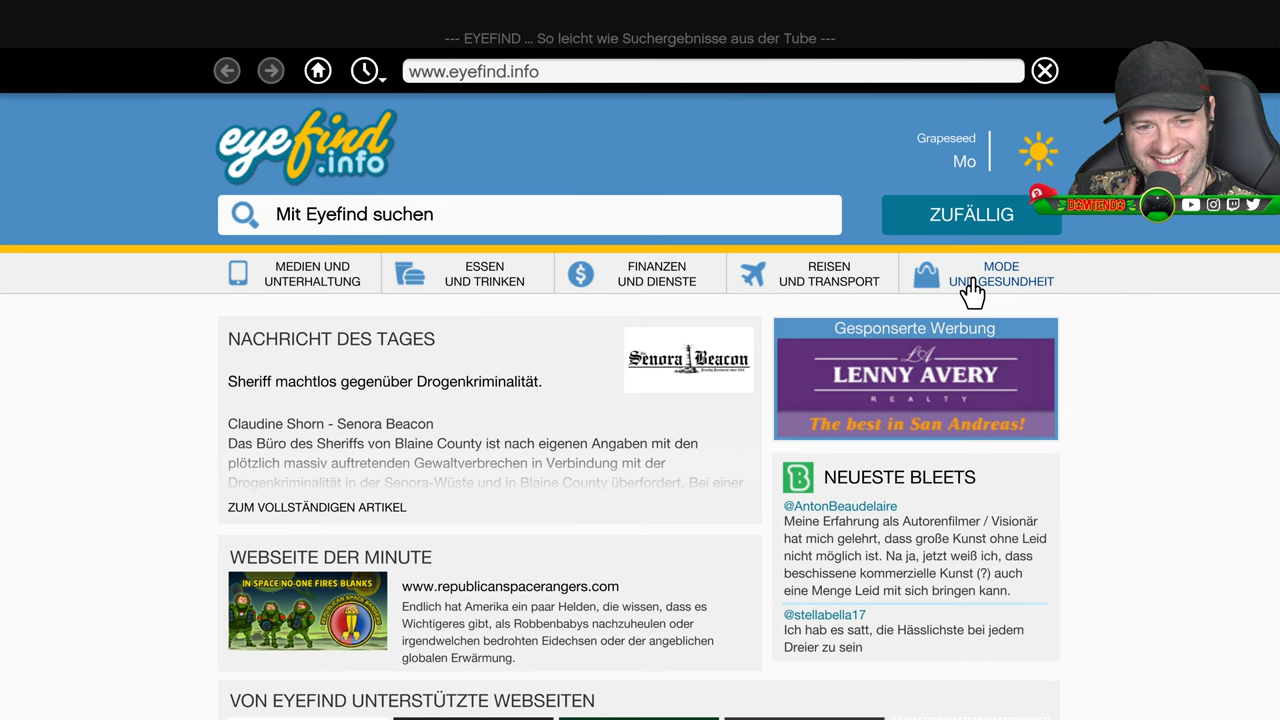 --- EYEFIND ... So leicht wie Suchergebnisse aus der Tube ---
www.eyefind.info
eyefind
.info
Grapeseed
Mo
Mit Eyefind suchen
ZUFÄLLIG
DOMTENDO
MEDIEN UND
UNTERHALTUNG
ESSEN
UND TRINKEN
FINANZEN
UND DIENSTE
REISEN
UND TRANSPORT
MODE
UND GESUNDHEIT
NACHRICHT DES TAGES
Senora Beacon
Sheriff machtlos gegenüber Drogenkriminalität.
Claudine Shorn - Senora Beacon
Das Büro des Sheriffs von Blaine County ist nach eigenen Angaben mit den
plötzlich massiv auftretenden Gewaltverbrechen in Verbindung mit der
Drogenkriminalität in der Senora-Wüste und in Blaine County überfordert. Bei einer
ZUM VOLLSTÄNDIGEN ARTIKEL
Gesponserte Werbung
LA
LENNY AVERY
REALTY
The best in San Andreas!
NEUESTE BLEETS
@AntonBeaudelaire
Meine Erfahrung als Autorenfilmer / Visionär
hat mich gelehrt, dass große Kunst ohne Leid
nicht möglich ist. Na ja, jetzt weiß ich, dass
beschissene kommerzielle Kunst (?) auch
eine Menge Leid mit sich bringen kann.
@stellabella17
Ich hab es satt, die Hässlichste bei jedem
Dreier zu sein
WEBSEITE DER MINUTE
IN SPACE NO-ONE FIRES BLANKS
www.republicanspacerangers.com
Endlich hat Amerika ein paar Helden, die wissen, dass es
Wichtigeres gibt, als Robbenbabys nachzuheulen oder
irgendwelchen bedrohten Eidechsen oder der angeblichen
globalen Erwärmung.
VON EYEFIND UNTERSTÜTZTE WEBSEITEN